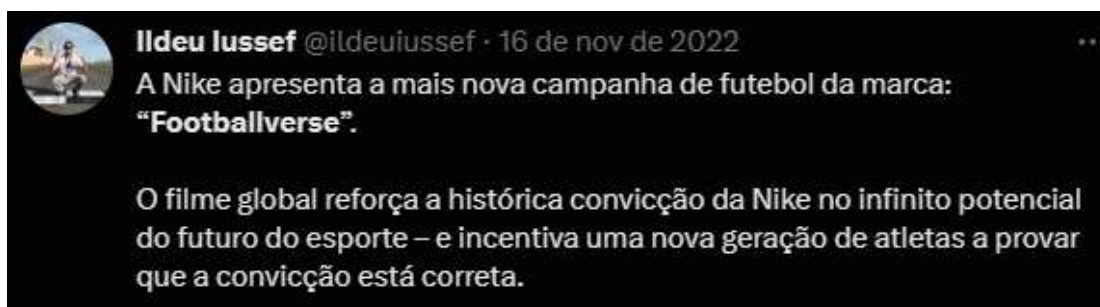 Ildeu Iussef @ildeuiussef · 16 de nov de 2022
A Nike apresenta a mais nova campanha de futebol da marca:
“Footballverse”.
O filme global reforça a histórica convicção da Nike no infinito potencial
do futuro do esporte – e incentiva uma nova geração de atletas a provar
que a convicção está correta.